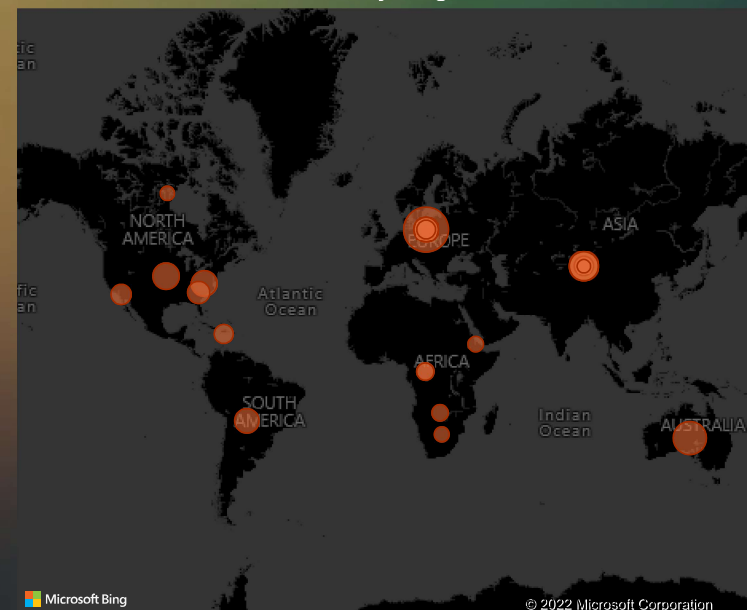 NORTH
AMERICA
EUROPE
ASIA
Atlantic
Ocean
AFRICA
SOUTH
AMERICA
Indian
Ocean
AUSTRALIA
Microsoft Bing
© 2022 Microsoft Corporation